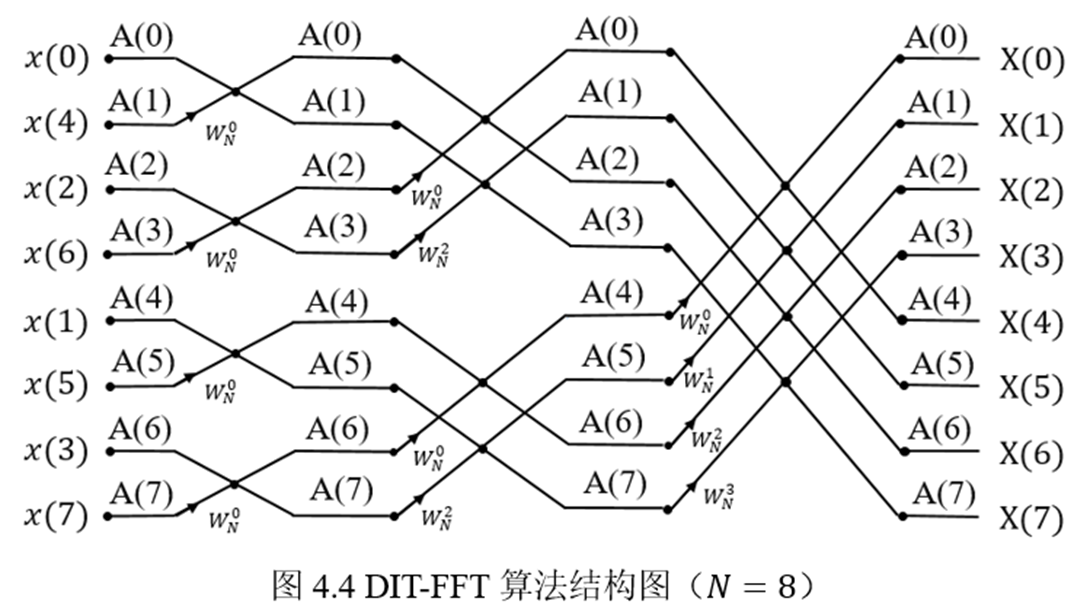 x(0) A(0) A(0) A(0) A(0) X(0)
x(4) A(1) W_N^0 A(1) A(1) A(1) X(1)
x(2) A(2) A(2) W_N^0 A(2) A(2) X(2)
x(6) A(3) W_N^0 A(3) W_N^2 A(3) A(3) X(3)
x(1) A(4) A(4) A(4) W_N^0 A(4) X(4)
x(5) A(5) W_N^0 A(5) A(5) W_N^1 A(5) X(5)
x(3) A(6) A(6) W_N^0 A(6) W_N^2 A(6) X(6)
x(7) A(7) W_N^0 A(7) W_N^2 A(7) W_N^3 A(7) X(7)
图 4.4 DIT-FFT 算法结构图（N = 8）